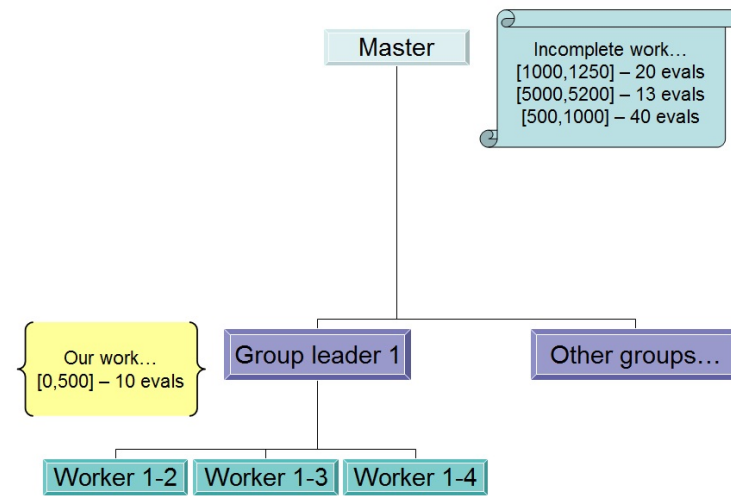 Master
Incomplete work…
[1000,1250] – 20 evals
[5000,5200] – 13 evals
[500,1000] – 40 evals
Our work…
[0,500] – 10 evals
Group leader 1
Other groups…
Worker 1-2
Worker 1-3
Worker 1-4